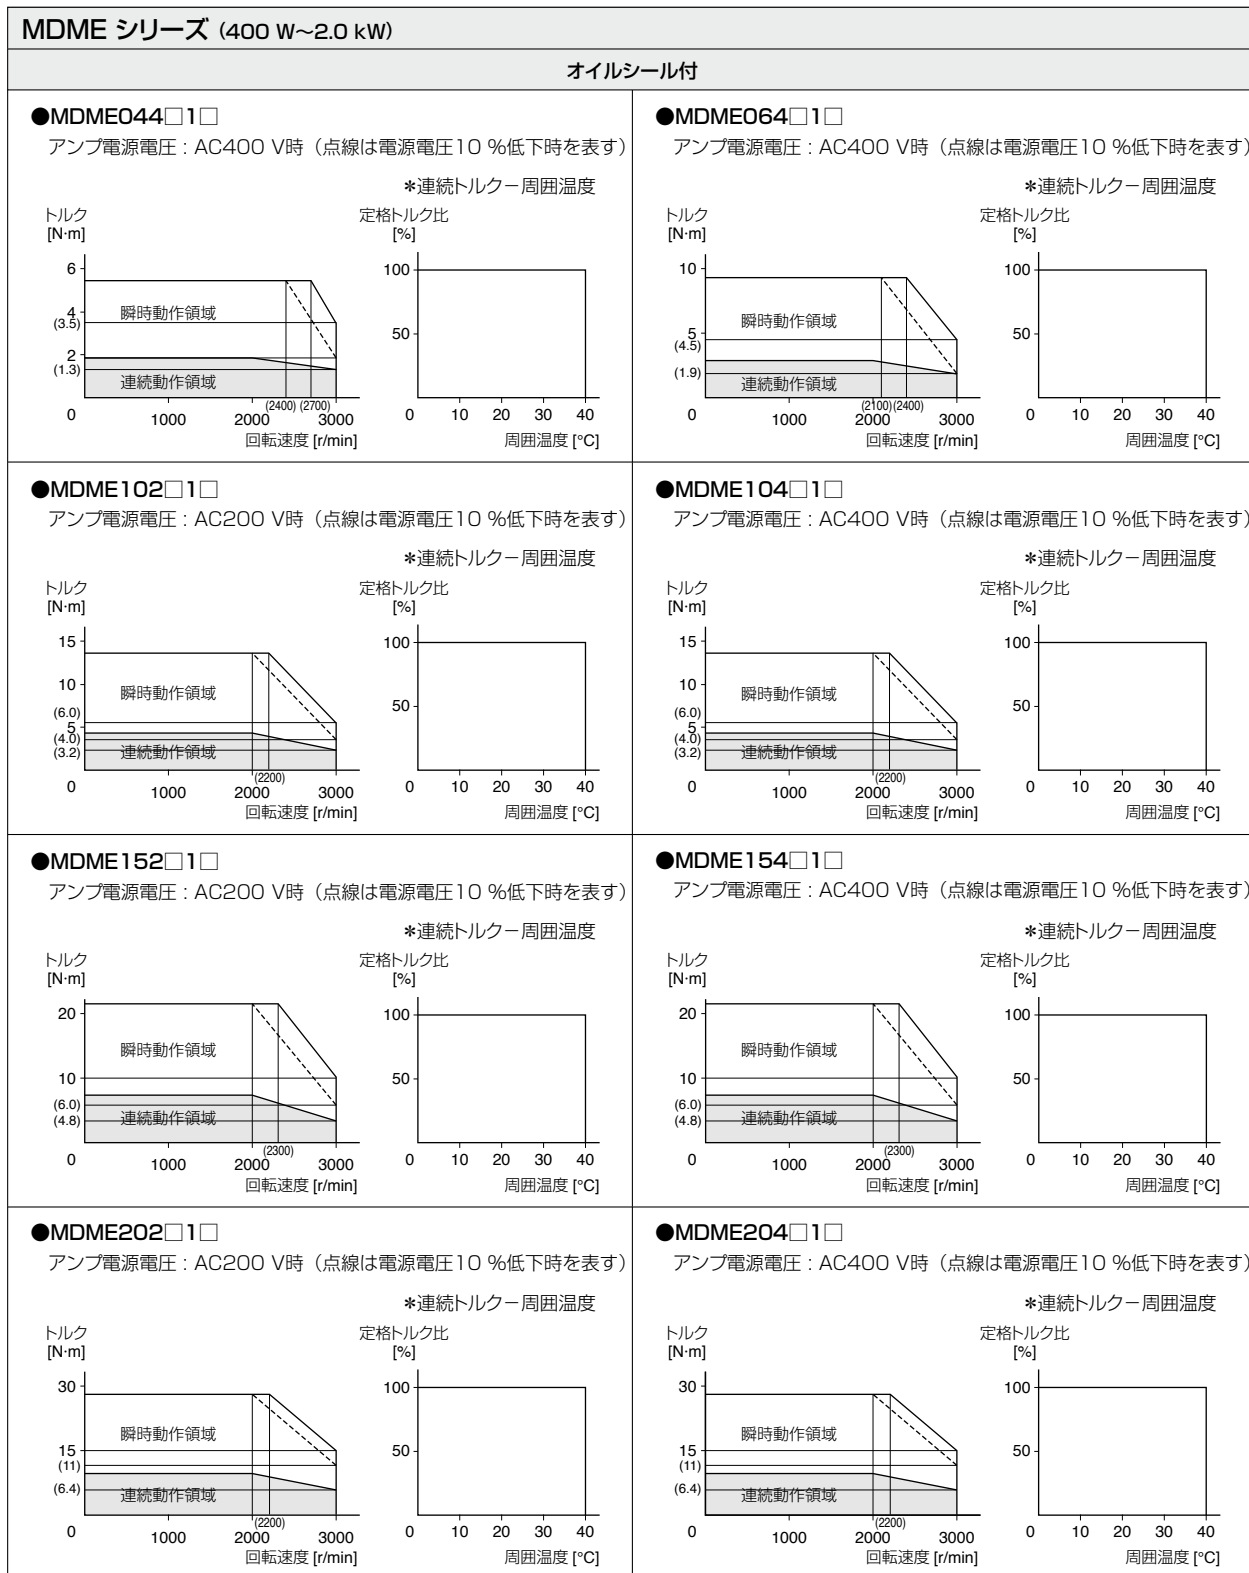 MDME シリーズ (400 W～2.0 kW)
オイルシール付
●MDME044□1□
アンプ電源電圧 : AC400 V時（点線は電源電圧10 %低下時を表す）
*連続トルクー周囲温度
トルク
[N·m]
6
4
(3.5)
2
(1.3)
瞬時動作領域
連続動作領域
0
1000
2000
(2400)
(2700)
3000
回転速度 [r/min]
定格トルク比
[%]
100
50
0 10 20 30 40
周囲温度 [°C]
●MDME064□1□
アンプ電源電圧 : AC400 V時（点線は電源電圧10 %低下時を表す）
*連続トルクー周囲温度
トルク
[N·m]
10
5
(4.5)
(1.9)
瞬時動作領域
連続動作領域
0
1000
2000
(2100)
(2400)
3000
回転速度 [r/min]
定格トルク比
[%]
100
50
0 10 20 30 40
周囲温度 [°C]
●MDME102□1□
アンプ電源電圧 : AC200 V時（点線は電源電圧10 %低下時を表す）
*連続トルクー周囲温度
トルク
[N·m]
15
10
(6.0)
5
(4.0)
(3.2)
瞬時動作領域
連続動作領域
0
1000
2000
(2200)
3000
回転速度 [r/min]
定格トルク比
[%]
100
50
0 10 20 30 40
周囲温度 [°C]
●MDME104□1□
アンプ電源電圧 : AC400 V時（点線は電源電圧10 %低下時を表す）
*連続トルクー周囲温度
トルク
[N·m]
15
10
(6.0)
5
(4.0)
(3.2)
瞬時動作領域
連続動作領域
0
1000
2000
(2200)
3000
回転速度 [r/min]
定格トルク比
[%]
100
50
0 10 20 30 40
周囲温度 [°C]
●MDME152□1□
アンプ電源電圧 : AC200 V時（点線は電源電圧10 %低下時を表す）
*連続トルクー周囲温度
トルク
[N·m]
20
10
(6.0)
(4.8)
瞬時動作領域
連続動作領域
0
1000
2000
(2300)
3000
回転速度 [r/min]
定格トルク比
[%]
100
50
0 10 20 30 40
周囲温度 [°C]
●MDME154□1□
アンプ電源電圧 : AC400 V時（点線は電源電圧10 %低下時を表す）
*連続トルクー周囲温度
トルク
[N·m]
20
10
(6.0)
(4.8)
瞬時動作領域
連続動作領域
0
1000
2000
(2300)
3000
回転速度 [r/min]
定格トルク比
[%]
100
50
0 10 20 30 40
周囲温度 [°C]
●MDME202□1□
アンプ電源電圧 : AC200 V時（点線は電源電圧10 %低下時を表す）
*連続トルクー周囲温度
トルク
[N·m]
30
15
(11)
(6.4)
瞬時動作領域
連続動作領域
0
1000
2000
(2200)
3000
回転速度 [r/min]
定格トルク比
[%]
100
50
0 10 20 30 40
周囲温度 [°C]
●MDME204□1□
アンプ電源電圧 : AC400 V時（点線は電源電圧10 %低下時を表す）
*連続トルクー周囲温度
トルク
[N·m]
30
15
(11)
(6.4)
瞬時動作領域
連続動作領域
0
1000
2000
(2200)
3000
回転速度 [r/min]
定格トルク比
[%]
100
50
0 10 20 30 40
周囲温度 [°C]